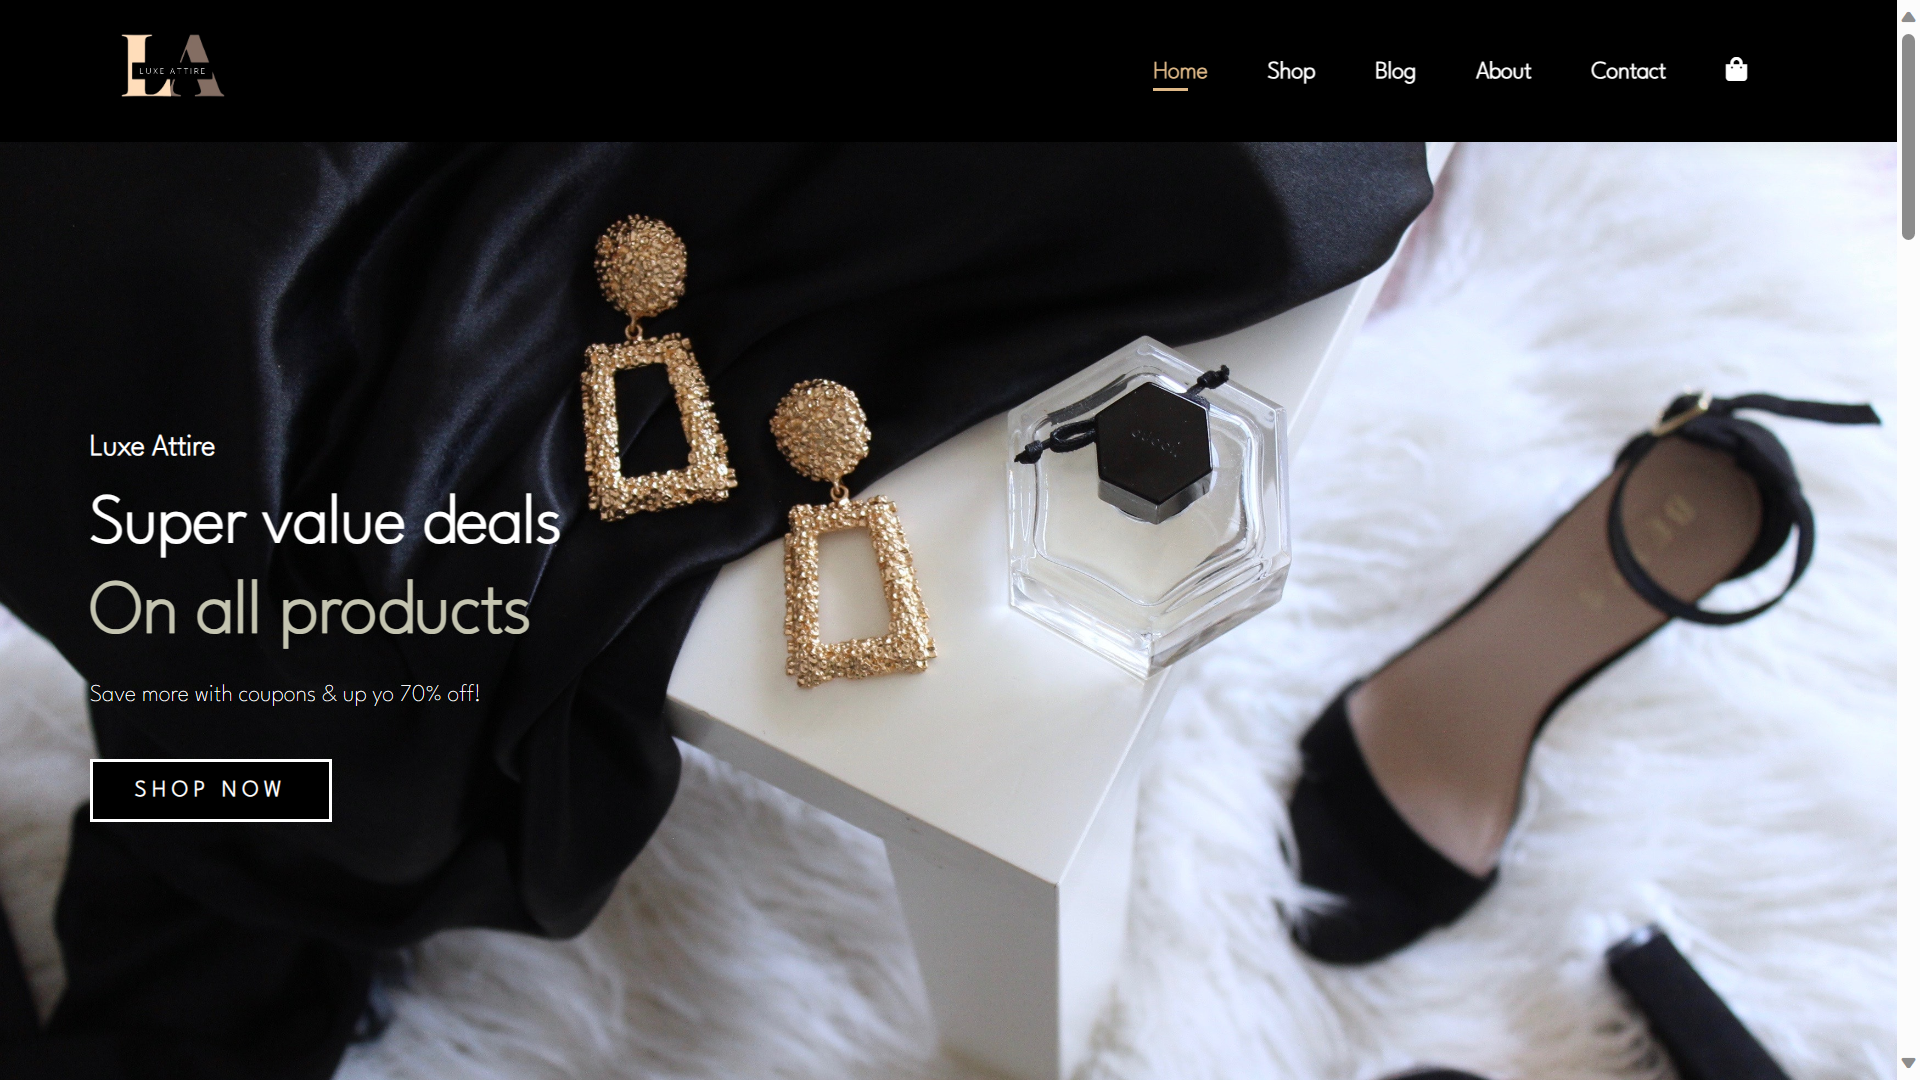 LA
LUXE ATTIRE
Home Shop Blog About Contact
Luxe Attire
Super value deals
On all products
Save more with coupons & up yo 70% off!
SHOP NOW